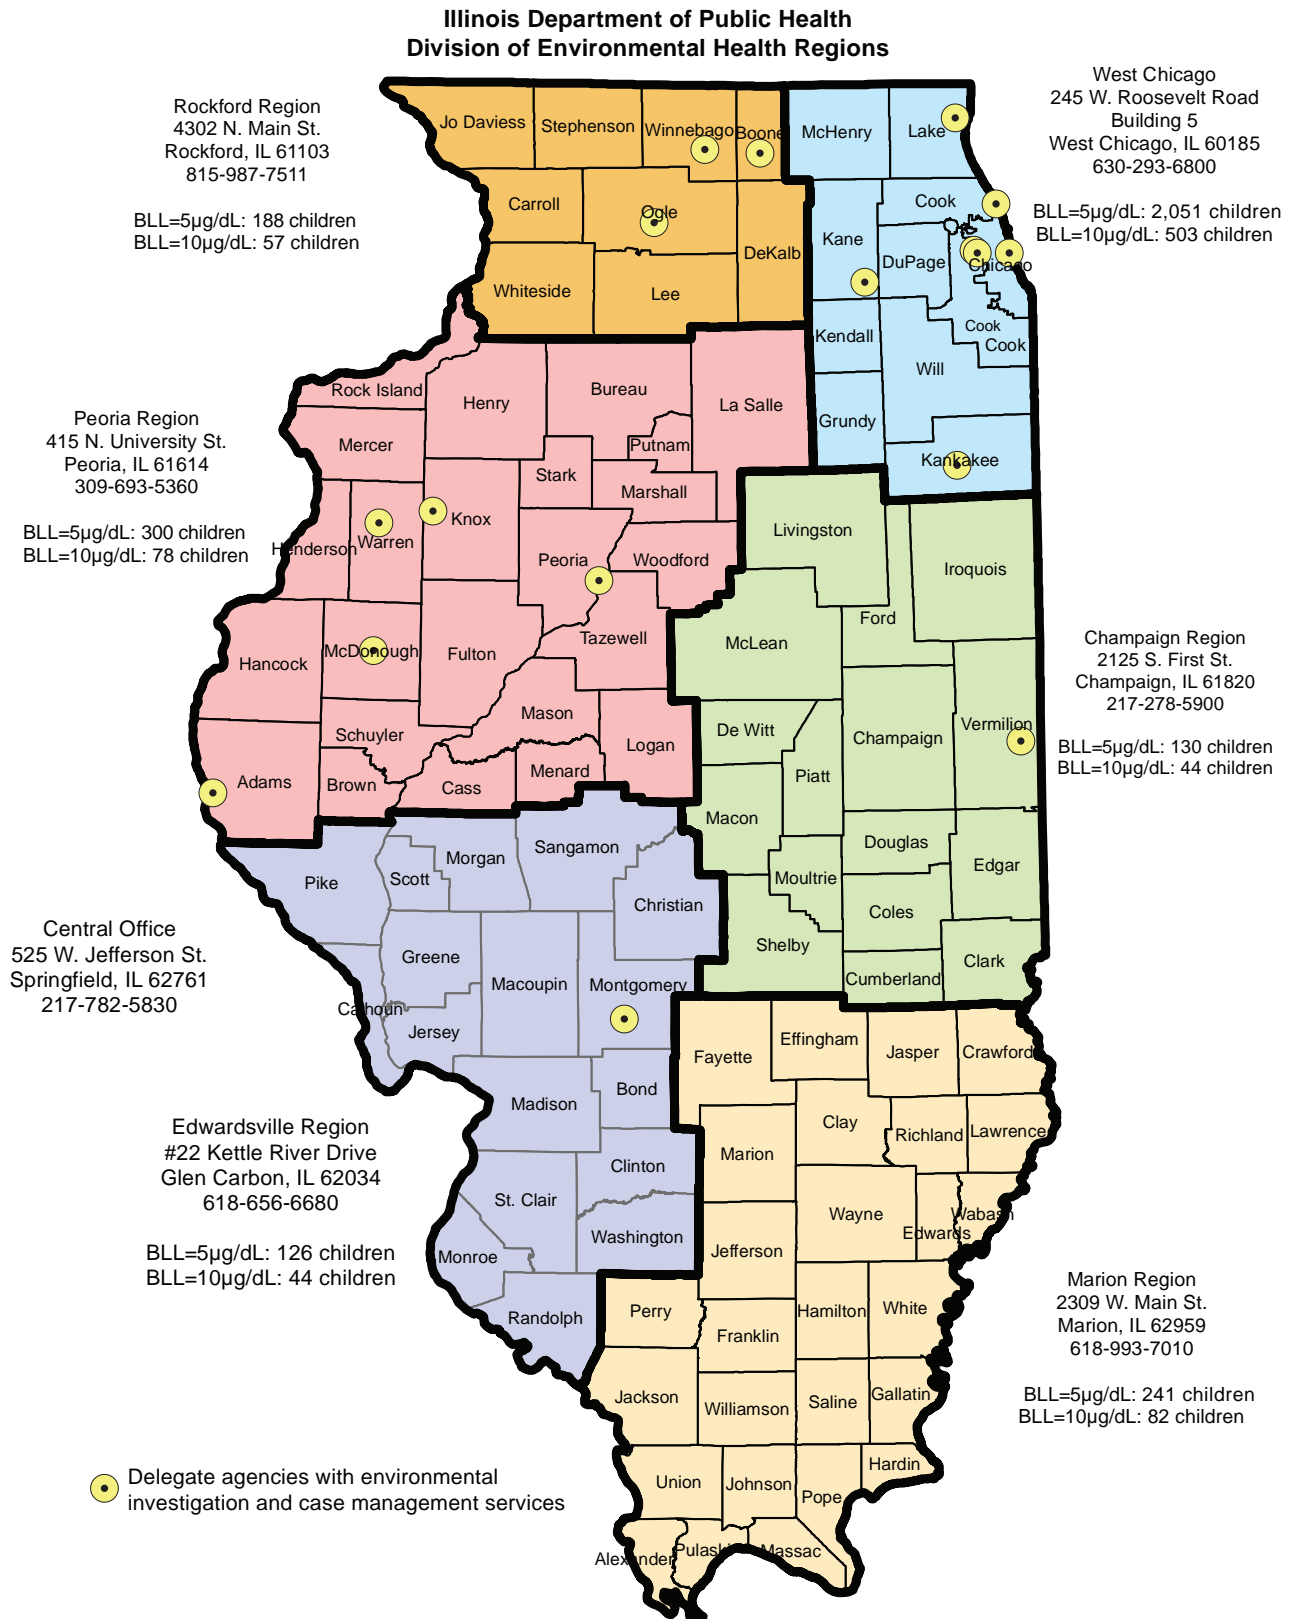 Illinois Department of Public Health
Division of Environmental Health Regions
Rockford Region
4302 N. Main St.
Rockford, IL 61103
815-987-7511
BLL=5µg/dL: 188 children
BLL=10µg/dL: 57 children
West Chicago
245 W. Roosevelt Road
Building 5
West Chicago, IL 60185
630-293-6800
BLL=5µg/dL: 2,051 children
BLL=10µg/dL: 503 children
Jo Daviess
Stephenson
Winnebago
Boone
McHenry
Lake
Carroll
Ogle
DeKalb
Whiteside
Lee
Cook
Kane
DuPage
Chicago
Cook
Cook
Kendall
Will
Grundy
Kankakee
Peoria Region
415 N. University St.
Peoria, IL 61614
309-693-5360
BLL=5µg/dL: 300 children
BLL=10µg/dL: 78 children
Rock Island
Henry
Bureau
La Salle
Mercer
Putnam
Stark
Marshall
Henderson
Warren
Knox
Peoria
Woodford
Hancock
McDonough
Fulton
Tazewell
Schuyler
Mason
Logan
Adams
Brown
Cass
Menard
Livingston
Iroquois
Ford
McLean
De Witt
Champaign
Vermilion
Piatt
Macon
Douglas
Edgar
Moultrie
Coles
Shelby
Cumberland
Clark
Champaign Region
2125 S. First St.
Champaign, IL 61820
217-278-5900
BLL=5µg/dL: 130 children
BLL=10µg/dL: 44 children
Central Office
525 W. Jefferson St.
Springfield, IL 62761
217-782-5830
Pike
Scott
Morgan
Sangamon
Christian
Greene
Macoupin
Montgomery
Calhoun
Jersey
Madison
Bond
Clinton
St. Clair
Washington
Monroe
Randolph
Edwardsville Region
#22 Kettle River Drive
Glen Carbon, IL 62034
618-656-6680
BLL=5µg/dL: 126 children
BLL=10µg/dL: 44 children
Fayette
Effingham
Jasper
Crawford
Clay
Richland
Lawrence
Marion
Wayne
Edwards
Wabash
Jefferson
Perry
Hamilton
White
Franklin
Jackson
Williamson
Saline
Gallatin
Union
Johnson
Pope
Hardin
Alexander
Pulaski
Massac
Marion Region
2309 W. Main St.
Marion, IL 62959
618-993-7010
BLL=5µg/dL: 241 children
BLL=10µg/dL: 82 children
Delegate agencies with environmental
investigation and case management services